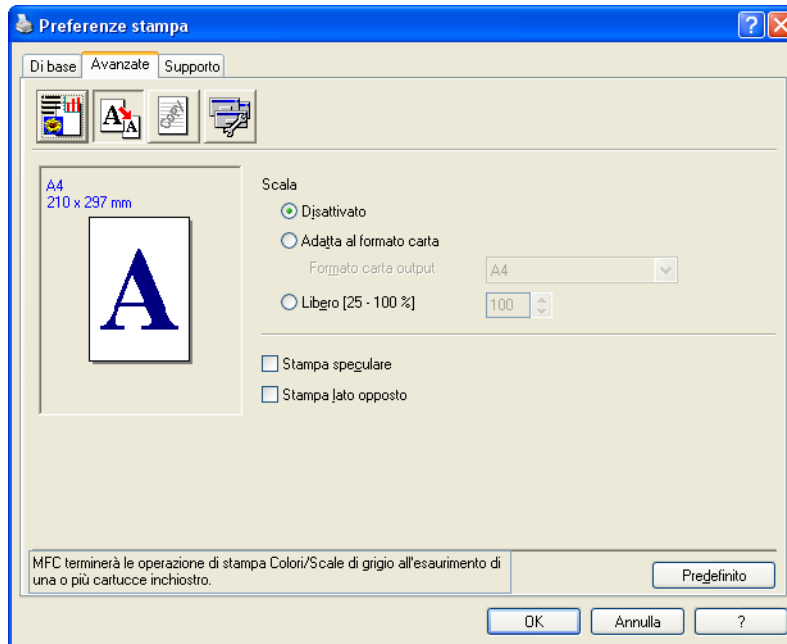 Preferenze stampa
Di base
Avanzate
Supporto
A A
COPY
A4
210 x 297 mm
A
Scala
Disattivato
Adatta al formato carta
Formato carta output
A4
Libero [25 - 100 %]
100
Stampa speculare
Stampa lato opposto
MFC terminerà le operazione di stampa Colori/Scale di grigio all'esaurimento di
una o più cartucce inchiostro.
Predefinito
OK
Annulla
?